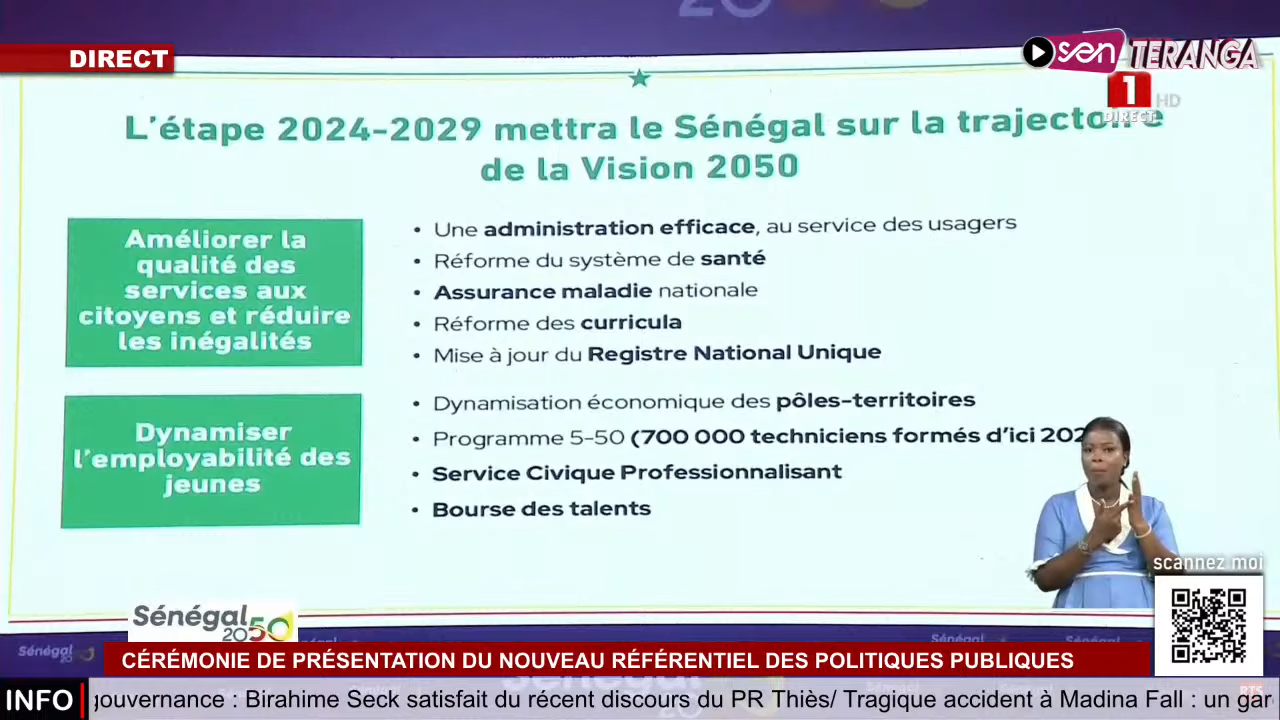 DIRECT
sen TERANGA
1 HD
DIRECT
L'étape 2024-2029 mettra le Sénégal sur la trajectoire
de la Vision 2050
Améliorer la
qualité des
services aux
citoyens et réduire
les inégalités
• Une administration efficace, au service des usagers
• Réforme du système de santé
• Assurance maladie nationale
• Réforme des curricula
• Mise à jour du Registre National Unique
Dynamiser
l'employabilité des
jeunes
• Dynamisation économique des pôles-territoires
• Programme 5-50 (700 000 techniciens formés d'ici 202
• Service Civique Professionnalisant
• Bourse des talents
scannez moi
Sénégal
2050
Sénégal
CÉRÉMONIE DE PRÉSENTATION DU NOUVEAU RÉFÉRENTIEL DES POLITIQUES PUBLIQUES
INFO gouvernance : Birahime Seck satisfait du récent discours du PR Thiès/ Tragique accident à Madina Fall : un gar
RTS